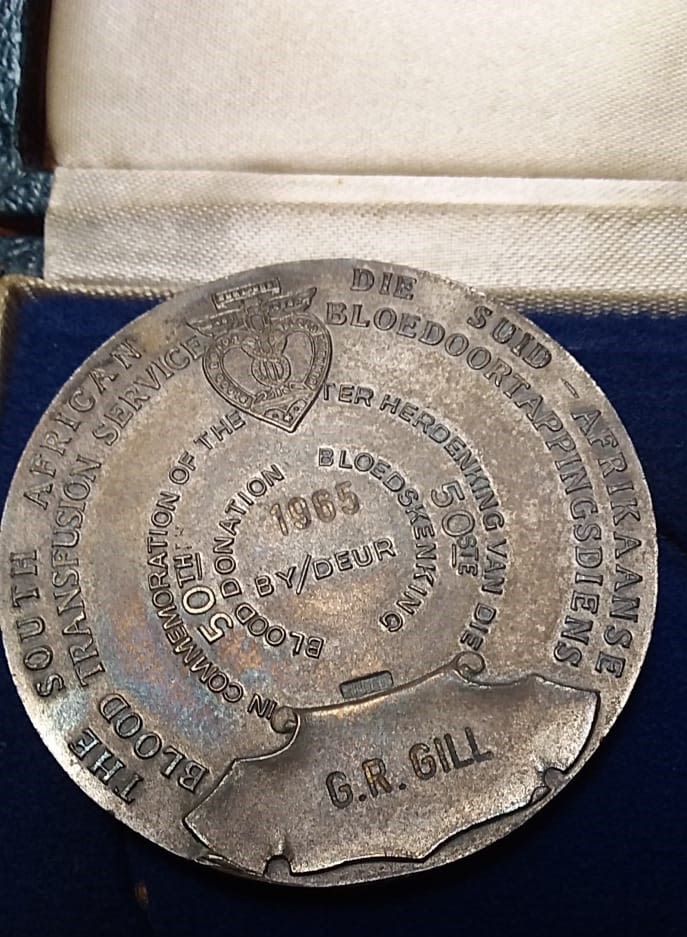 THE SOUTH AFRICAN
BLOOD TRANSFUSION SERVICE
DIE SUID-AFRIKAANSE
BLOEDOORTAPPINGSDIENS
IN COMMEMORATION OF THE
50TH
BLOOD DONATION
TER HERDENKING VAN DIE
50STE
BLOEDSKENKING
1965
BY/DEUR
G.R. GILL